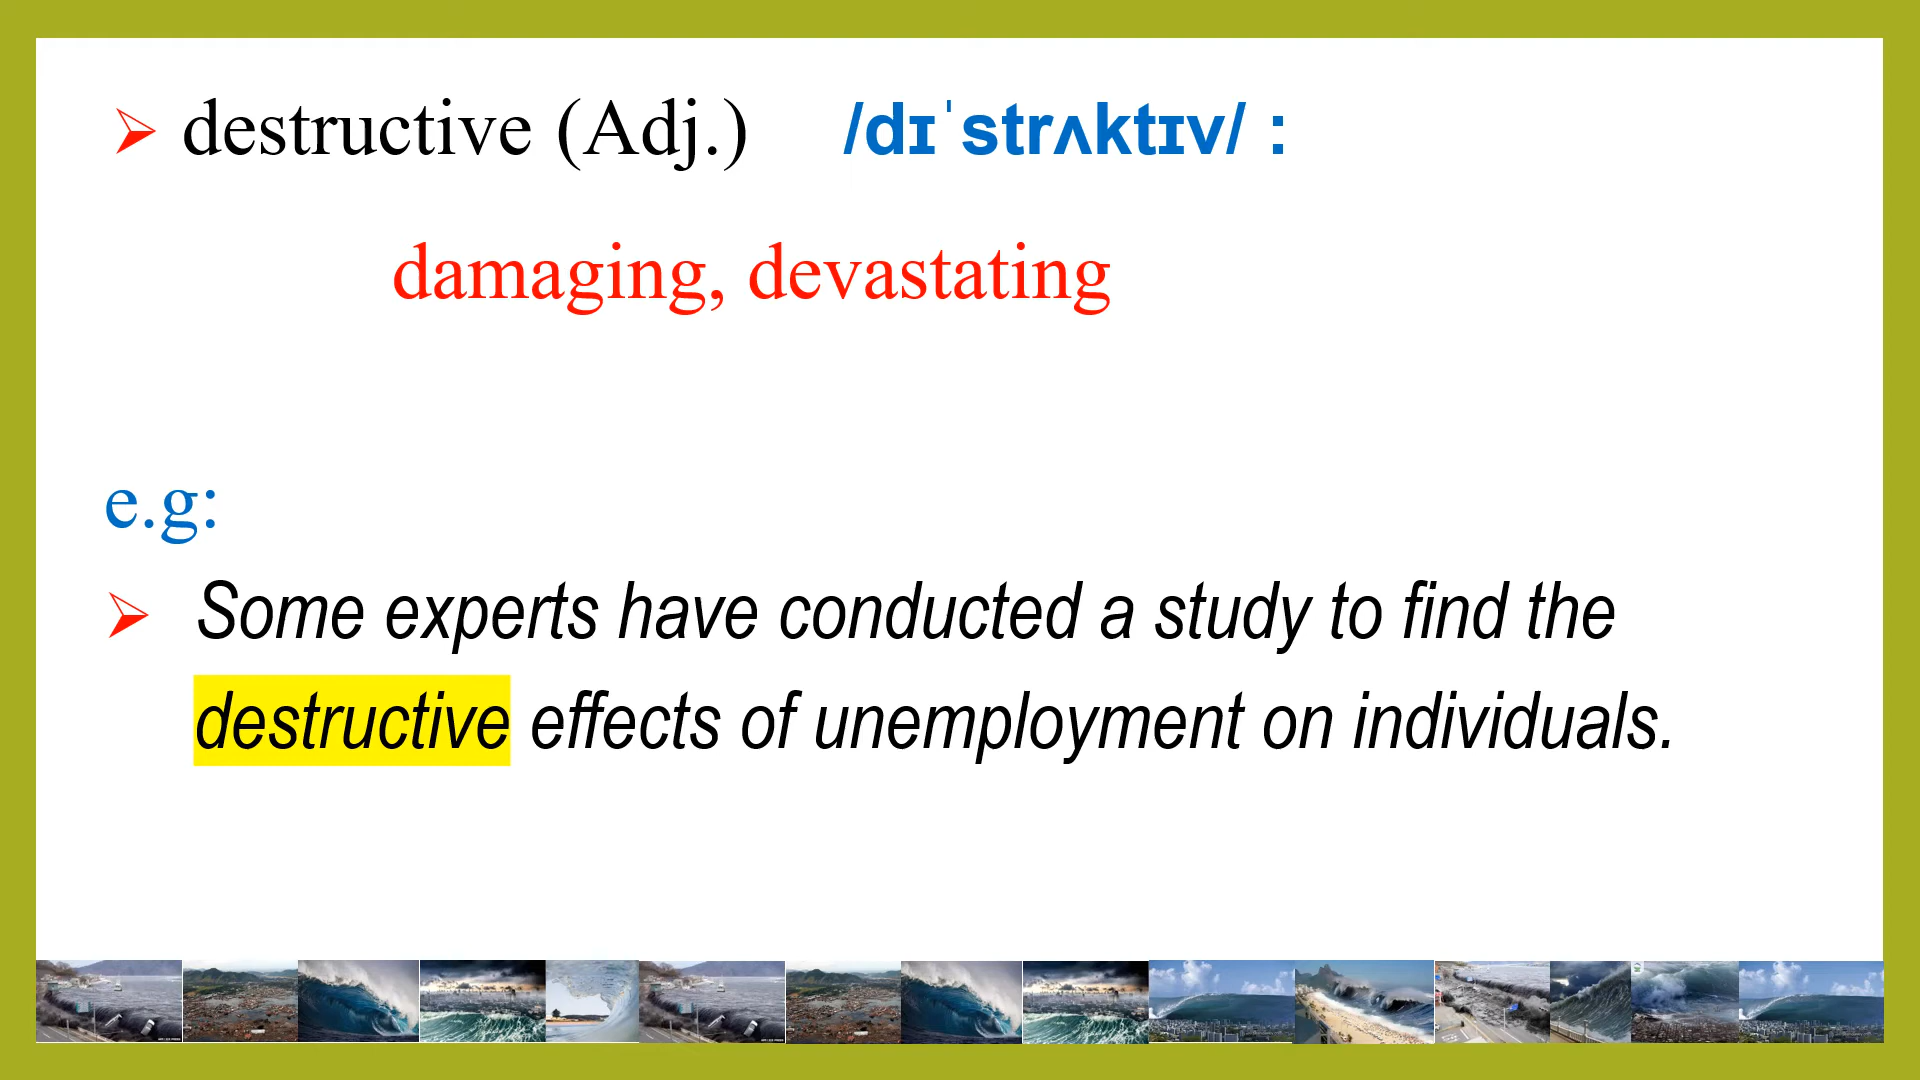 destructive (Adj.) /dɪˈstrʌktɪv/ :
damaging, devastating
e.g:
Some experts have conducted a study to find the
destructive effects of unemployment on individuals.